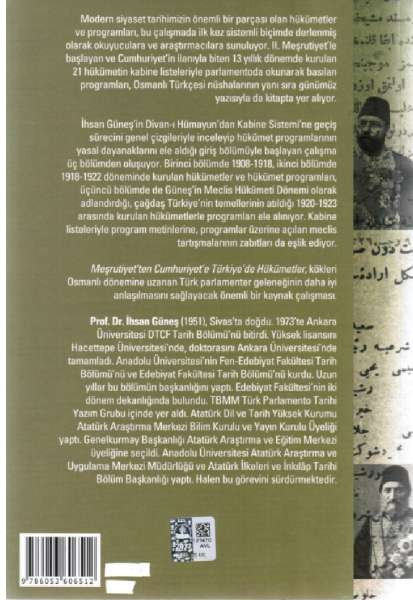 Modern siyaset tarihimizin önemli bir parçası olan hükümetler
ve programları, bu çalışmada ilk kez sistemli biçimde derlenmiş
olarak okuyuculara ve araştırmacılara sunuluyor. II. Meşrutiyet'le
başlayan ve Cumhuriyet'in ilanıyla biten 13 yıllık dönemde kurulan
21 hükümetin kabine listeleriyle parlamentoda okunarak basılan
programları, Osmanlı Türkçesi nüshalarının yanı sıra günümüz
yazısıyla da kitapta yer alıyor.
İhsan Güneş'in Divan-ı Hümayun'dan Kabine Sistemi'ne geçiş
sürecini genel çizgileriyle inceleyip hükümet programlarının
yasal dayanaklarını ele aldığı giriş bölümüyle başlayan çalışma
üç bölümden oluşuyor. Birinci bölümde 1908-1918, ikinci bölümde
1918-1922 döneminde kurulan hükümetler ve hükümet programları,
üçüncü bölümde de Güneş'in Meclis Hükümeti Dönemi olarak
adlandırdığı, çağdaş Türkiye'nin temellerinin atıldığı 1920-1923
arasında kurulan hükümetlerle programları ele alınıyor. Kabine
listeleriyle program metinlerine, programlar üzerine açılan meclis
tartışmalarının zabıtları da eşlik ediyor.
Meşrutiyet'ten Cumhuriyet'e Türkiye'de Hükümetler, kökleri
Osmanlı dönemine uzanan Türk parlamenter geleneğinin daha iyi
anlaşılmasını sağlayacak önemli bir kaynak çalışması.
Prof. Dr. İhsan Güneş (1951), Sivas'ta doğdu. 1973'te Ankara
Üniversitesi DTCF Tarih Bölümü'nü bitirdi. Yüksek lisansını
Hacettepe Üniversitesi'nde, doktorasını Ankara Üniversitesi'nde
tamamladı. Anadolu Üniversitesi'nin Fen-Edebiyat Fakültesi Tarih
Bölümü'nü ve Edebiyat Fakültesi Tarih Bölümü'nü kurdu. Uzun
yıllar bu bölümün başkanlığını yaptı. Edebiyat Fakültesi'nin iki
dönem dekanlığında bulundu. TBMM Türk Parlamento Tarihi
Yazım Grubu içinde yer aldı. Atatürk Dil ve Tarih Yüksek Kurumu
Atatürk Araştırma Merkezi Bilim Kurulu ve Yayın Kurulu Üyeliği
yaptı. Genelkurmay Başkanlığı Atatürk Araştırma ve Eğitim Merkezi
üyeliğine seçildi. Anadolu Üniversitesi Atatürk Araştırma ve
Uygulama Merkezi Müdürlüğü ve Atatürk İlkeleri ve İnkılâp Tarihi
Bölüm Başkanlığı yaptı. Halen bu görevini sürdürmektedir.
9 786053 606512